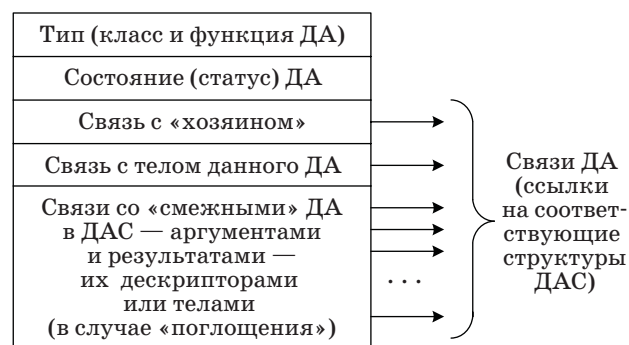 Тип (класс и функция ДА)
Состояние (статус) ДА
Связь с «хозяином»
Связь с телом данного ДА
Связи со «смежными» ДА
в ДАС — аргументами
и результатами —
их дескрипторами
или телами
(в случае «поглощения»)
. . .
Связи ДА
(ссылки
на соответ-
ствующие
структуры
ДАС)